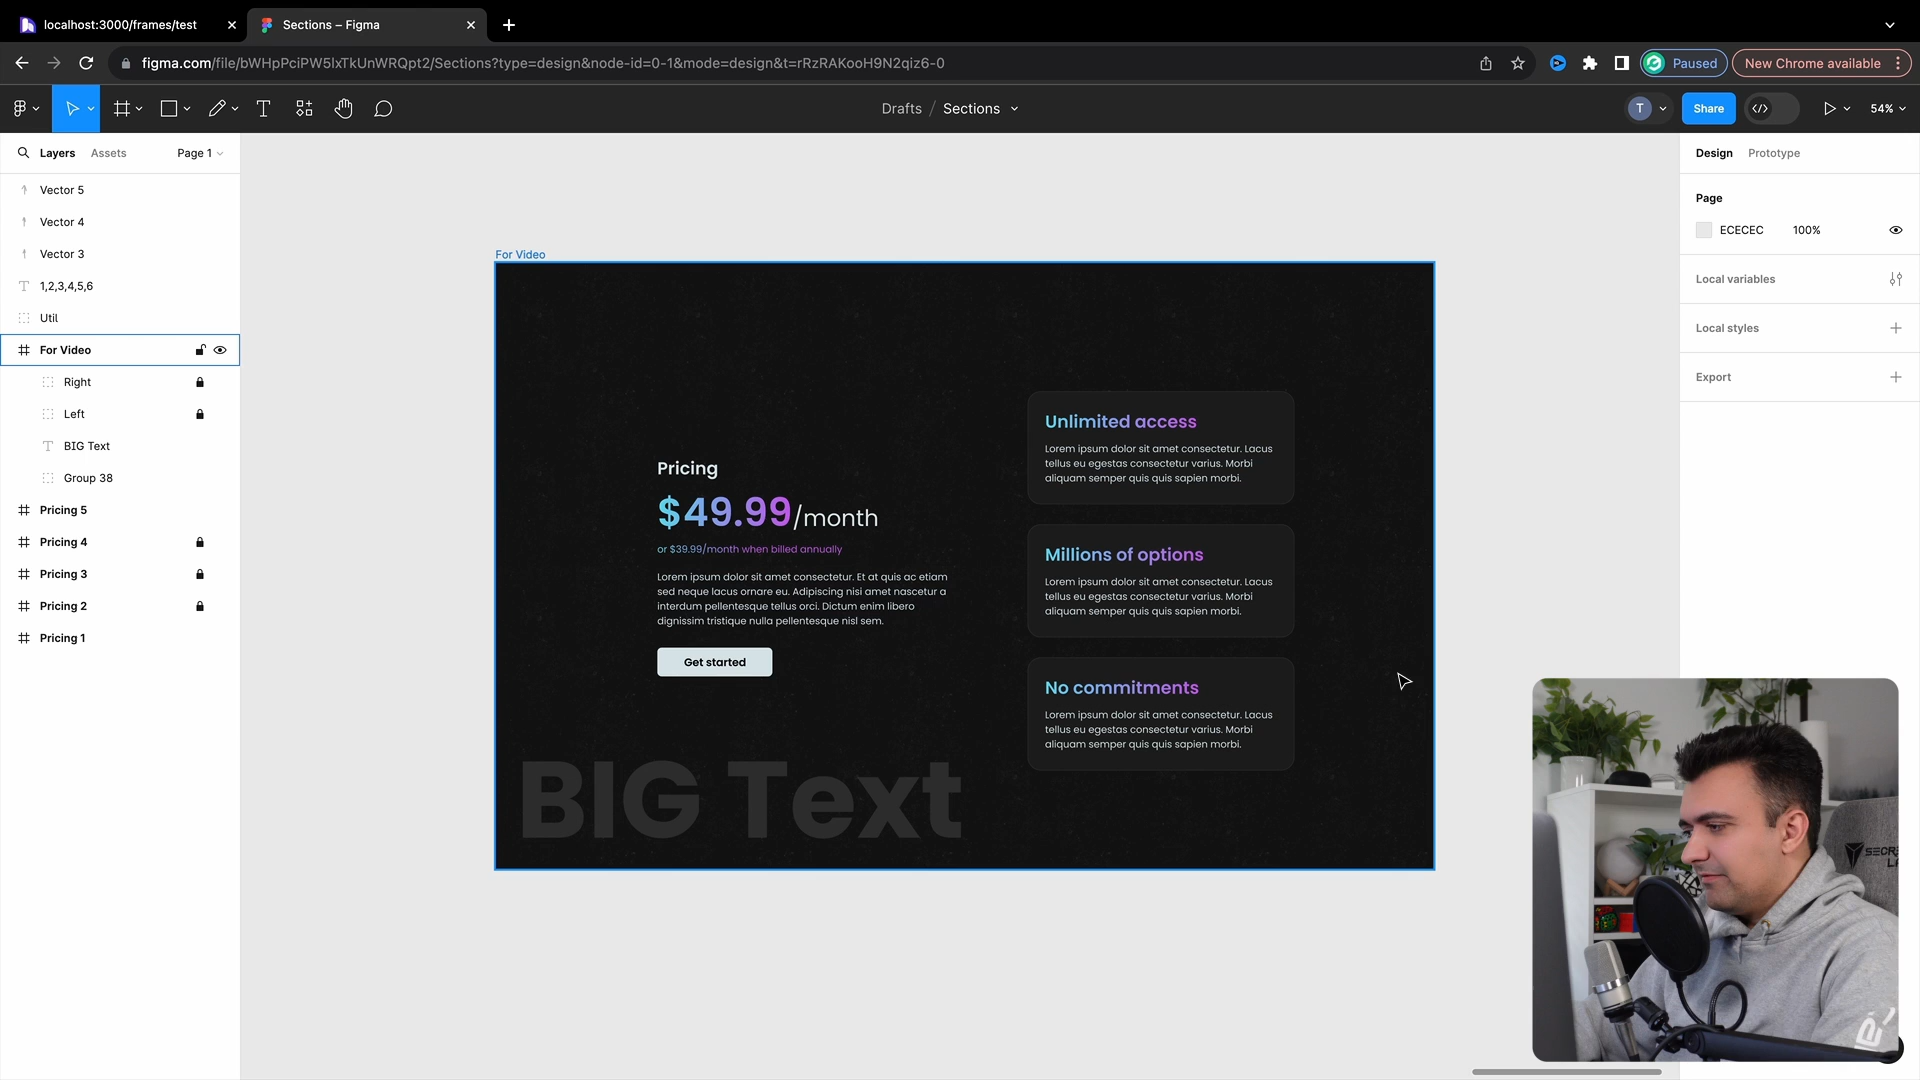 localhost:3000/frames/test
Sections – Figma
figma.com/file/bWHpPciPW5lxTkUnWRQpt2/Sections?type=design&node-id=0-1&mode=design&t=rRzRAKooH9N2qiz6-0
Paused
New Chrome available
Drafts / Sections
T
Share
54%
Layers
Assets
Page 1
Vector 5
Vector 4
Vector 3
1,2,3,4,5,6
Util
For Video
Right
Left
BIG Text
Group 38
Pricing 5
Pricing 4
Pricing 3
Pricing 2
Pricing 1
For Video
Pricing
$49.99/month
or $39.99/month when billed annually
Lorem ipsum dolor sit amet consectetur. Et at quis ac etiam
sed neque lacus ornare eu. Adipiscing nisi amet nascetur a
interdum pellentesque tellus orci. Dictum enim libero
dignissim tristique nulla pellentesque nisl sem.
Get started
BIG Text
Unlimited access
Lorem ipsum dolor sit amet consectetur. Lacus
tellus eu egestas consectetur varius. Morbi
aliquam semper quis quis sapien morbi.
Millions of options
Lorem ipsum dolor sit amet consectetur. Lacus
tellus eu egestas consectetur varius. Morbi
aliquam semper quis quis sapien morbi.
No commitments
Lorem ipsum dolor sit amet consectetur. Lacus
tellus eu egestas consectetur varius. Morbi
aliquam semper quis quis sapien morbi.
Design
Prototype
Page
ECECEC
100%
Local variables
Local styles
Export